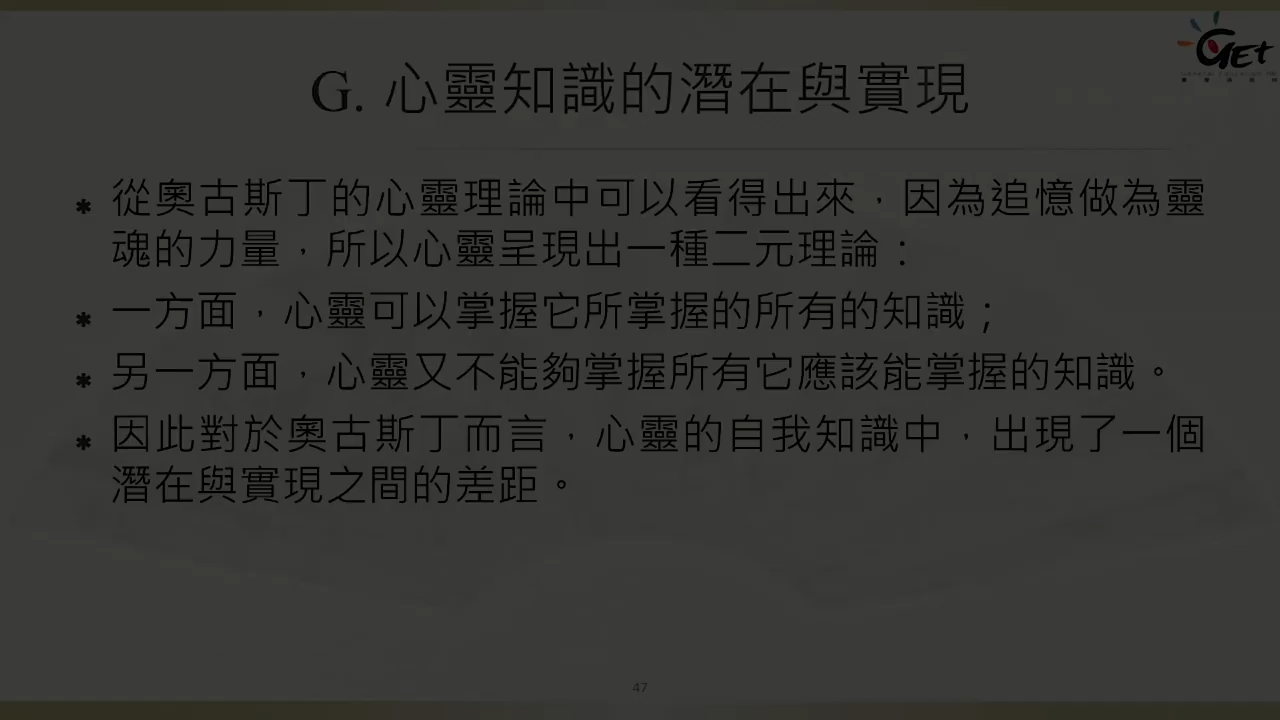 GET
General Education
G. 心靈知識的潛在與實現
* 從奧古斯丁的心靈理論中可以看得出來，因為追憶做為靈
魂的力量，所以心靈呈現出一種二元理論：
* 一方面，心靈可以掌握它所掌握的所有的知識；
* 另一方面，心靈又不能夠掌握所有它應該能掌握的知識。
* 因此對於奧古斯丁而言，心靈的自我知識中，出現了一個
潛在與實現之間的差距。
47